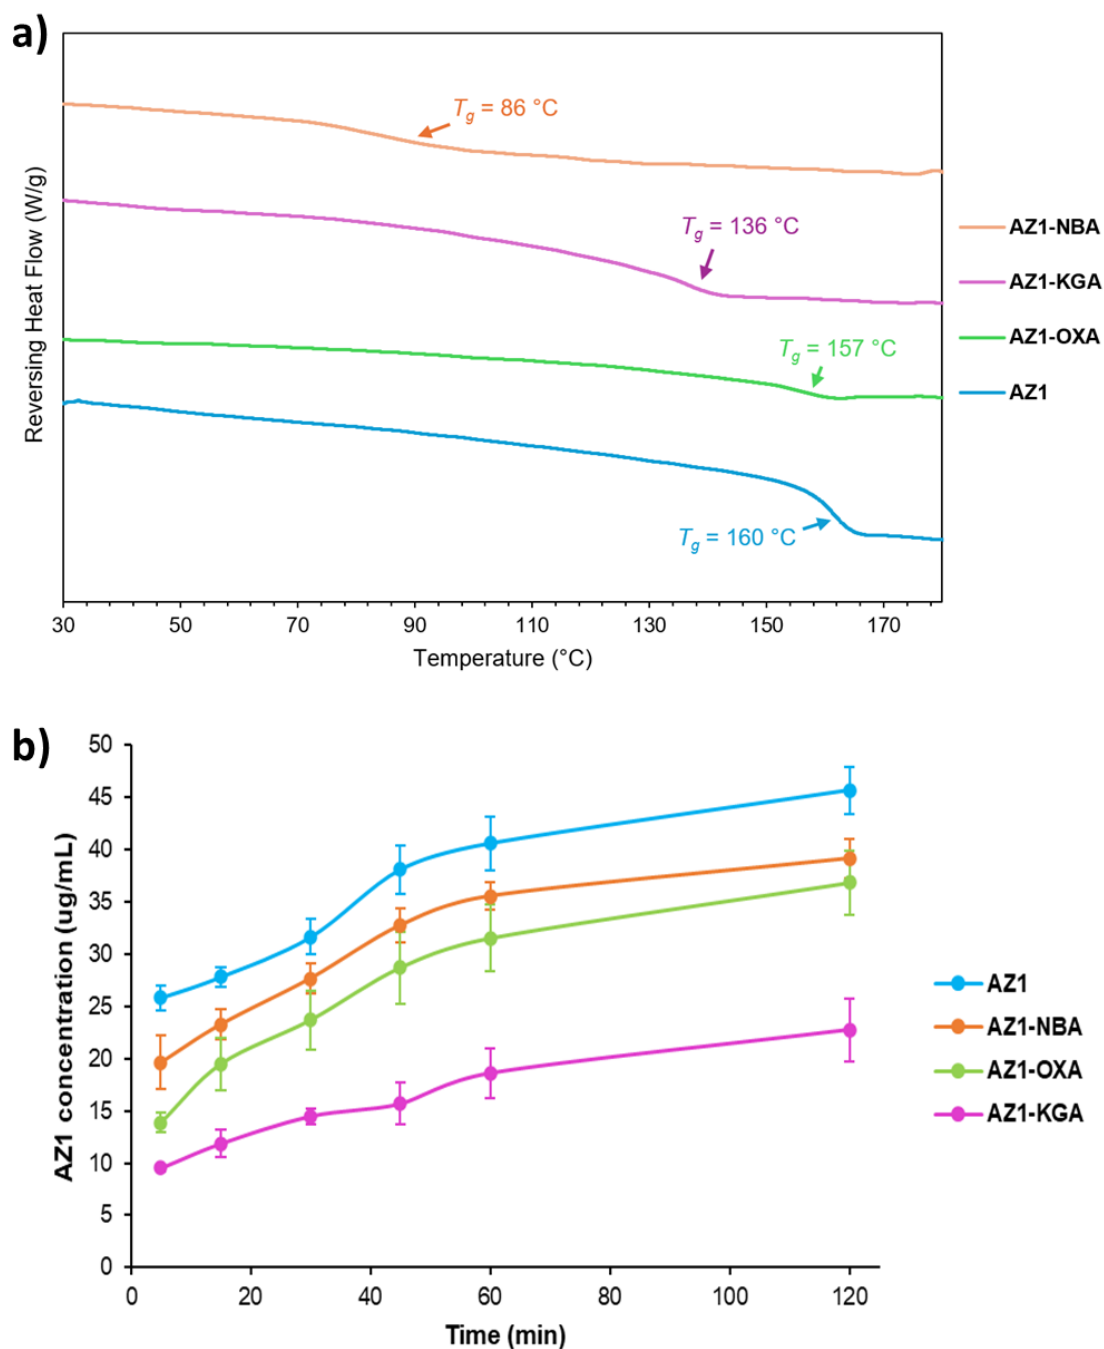 a)
Reversing Heat Flow (W/g)
Tg = 86 °C
Tg = 136 °C
Tg = 157 °C
Tg = 160 °C
AZ1-NBA
AZ1-KGA
AZ1-OXA
AZ1
30 50 70 90 110 130 150 170
Temperature (°C)
b)
AZ1 concentration (ug/mL)
50
45
40
35
30
25
20
15
10
5
0
0 20 40 60 80 100 120
Time (min)
AZ1
AZ1-NBA
AZ1-OXA
AZ1-KGA